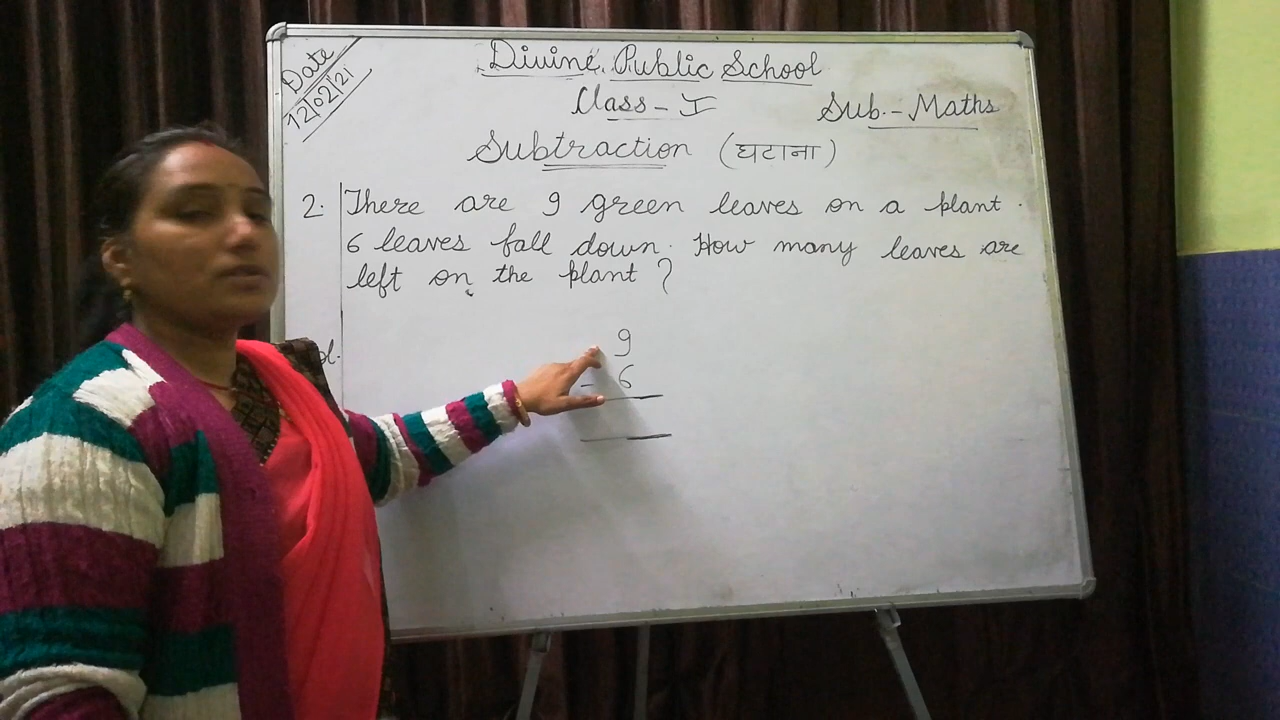 Date
12/02/21
Divine Public School
Class - I
Sub. - Maths
Subtraction (घटाना)
2. There are 9 green leaves on a plant.
6 leaves fall down. How many leaves are
left on the plant ?
9
- 6